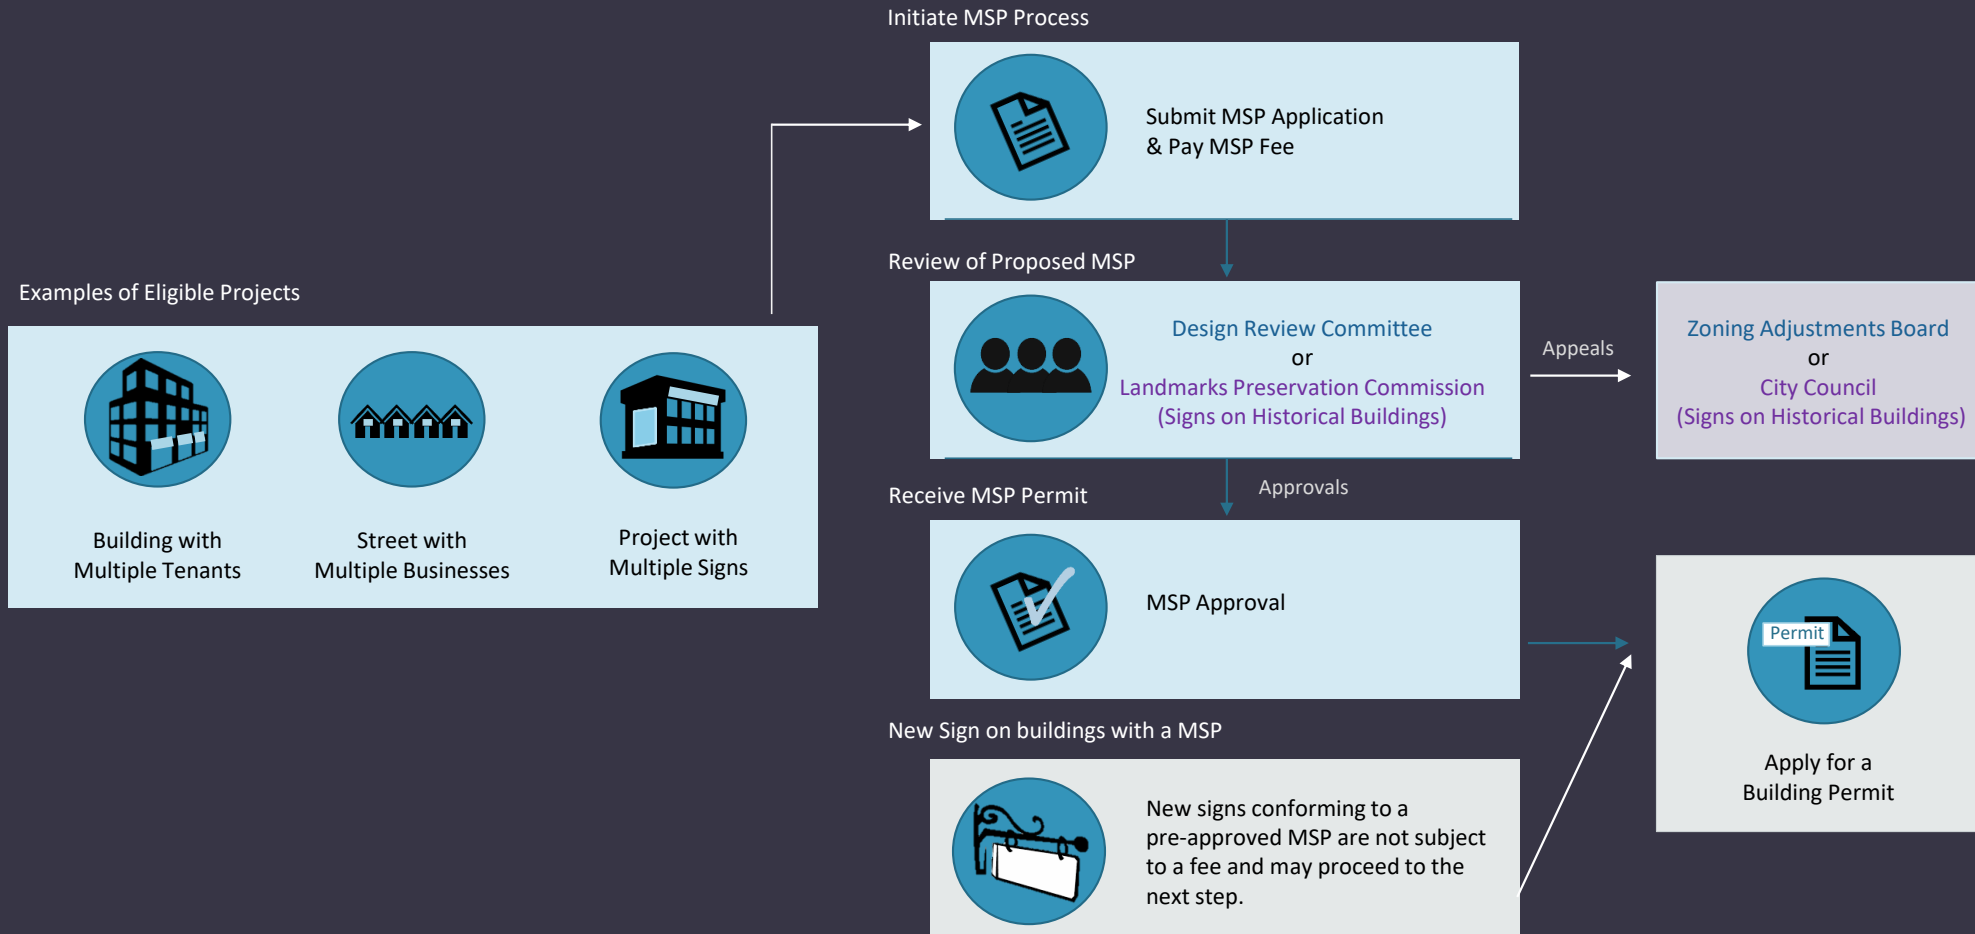 Initiate MSP Process
Submit MSP Application
& Pay MSP Fee
Review of Proposed MSP
Design Review Committee
or
Landmarks Preservation Commission
(Signs on Historical Buildings)
Appeals
Zoning Adjustments Board
or
City Council
(Signs on Historical Buildings)
Examples of Eligible Projects
Building with
Multiple Tenants
Street with
Multiple Businesses
Project with
Multiple Signs
Approvals
Receive MSP Permit
MSP Approval
Permit
Apply for a
Building Permit
New Sign on buildings with a MSP
New signs conforming to a
pre-approved MSP are not subject
to a fee and may proceed to the
next step.